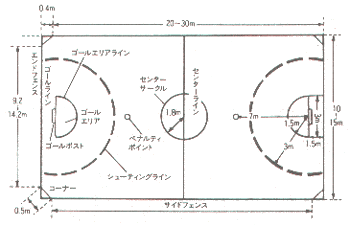 0.4m
20~30m
エンドフェンス
ゴールライン
ゴールエリアライン
センター
サークル
センターライン
9.2
14.2m
ゴール
エリア
1.8m
ペナルティ
ポイント
7m
1.5m
3m
10
15m
1.5m
3m
ゴールポスト
シューティングライン
コーナー
0.5m
サイドフェンス